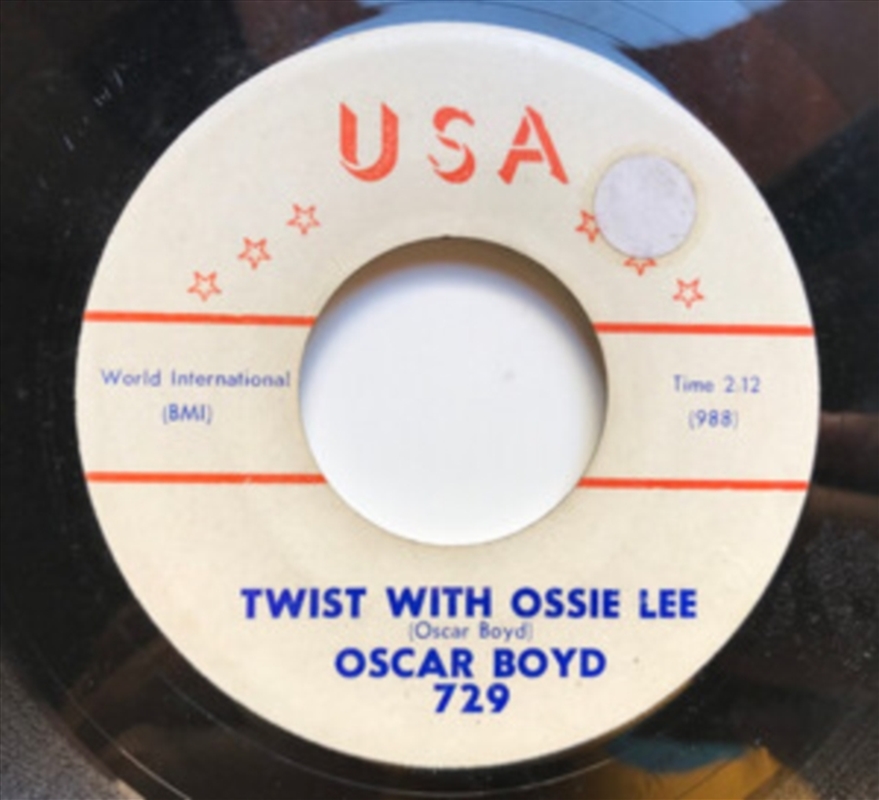 USA
World International
(BMI)
Time 2:12
(988)
TWIST WITH OSSIE LEE
(Oscar Boyd)
OSCAR BOYD
729